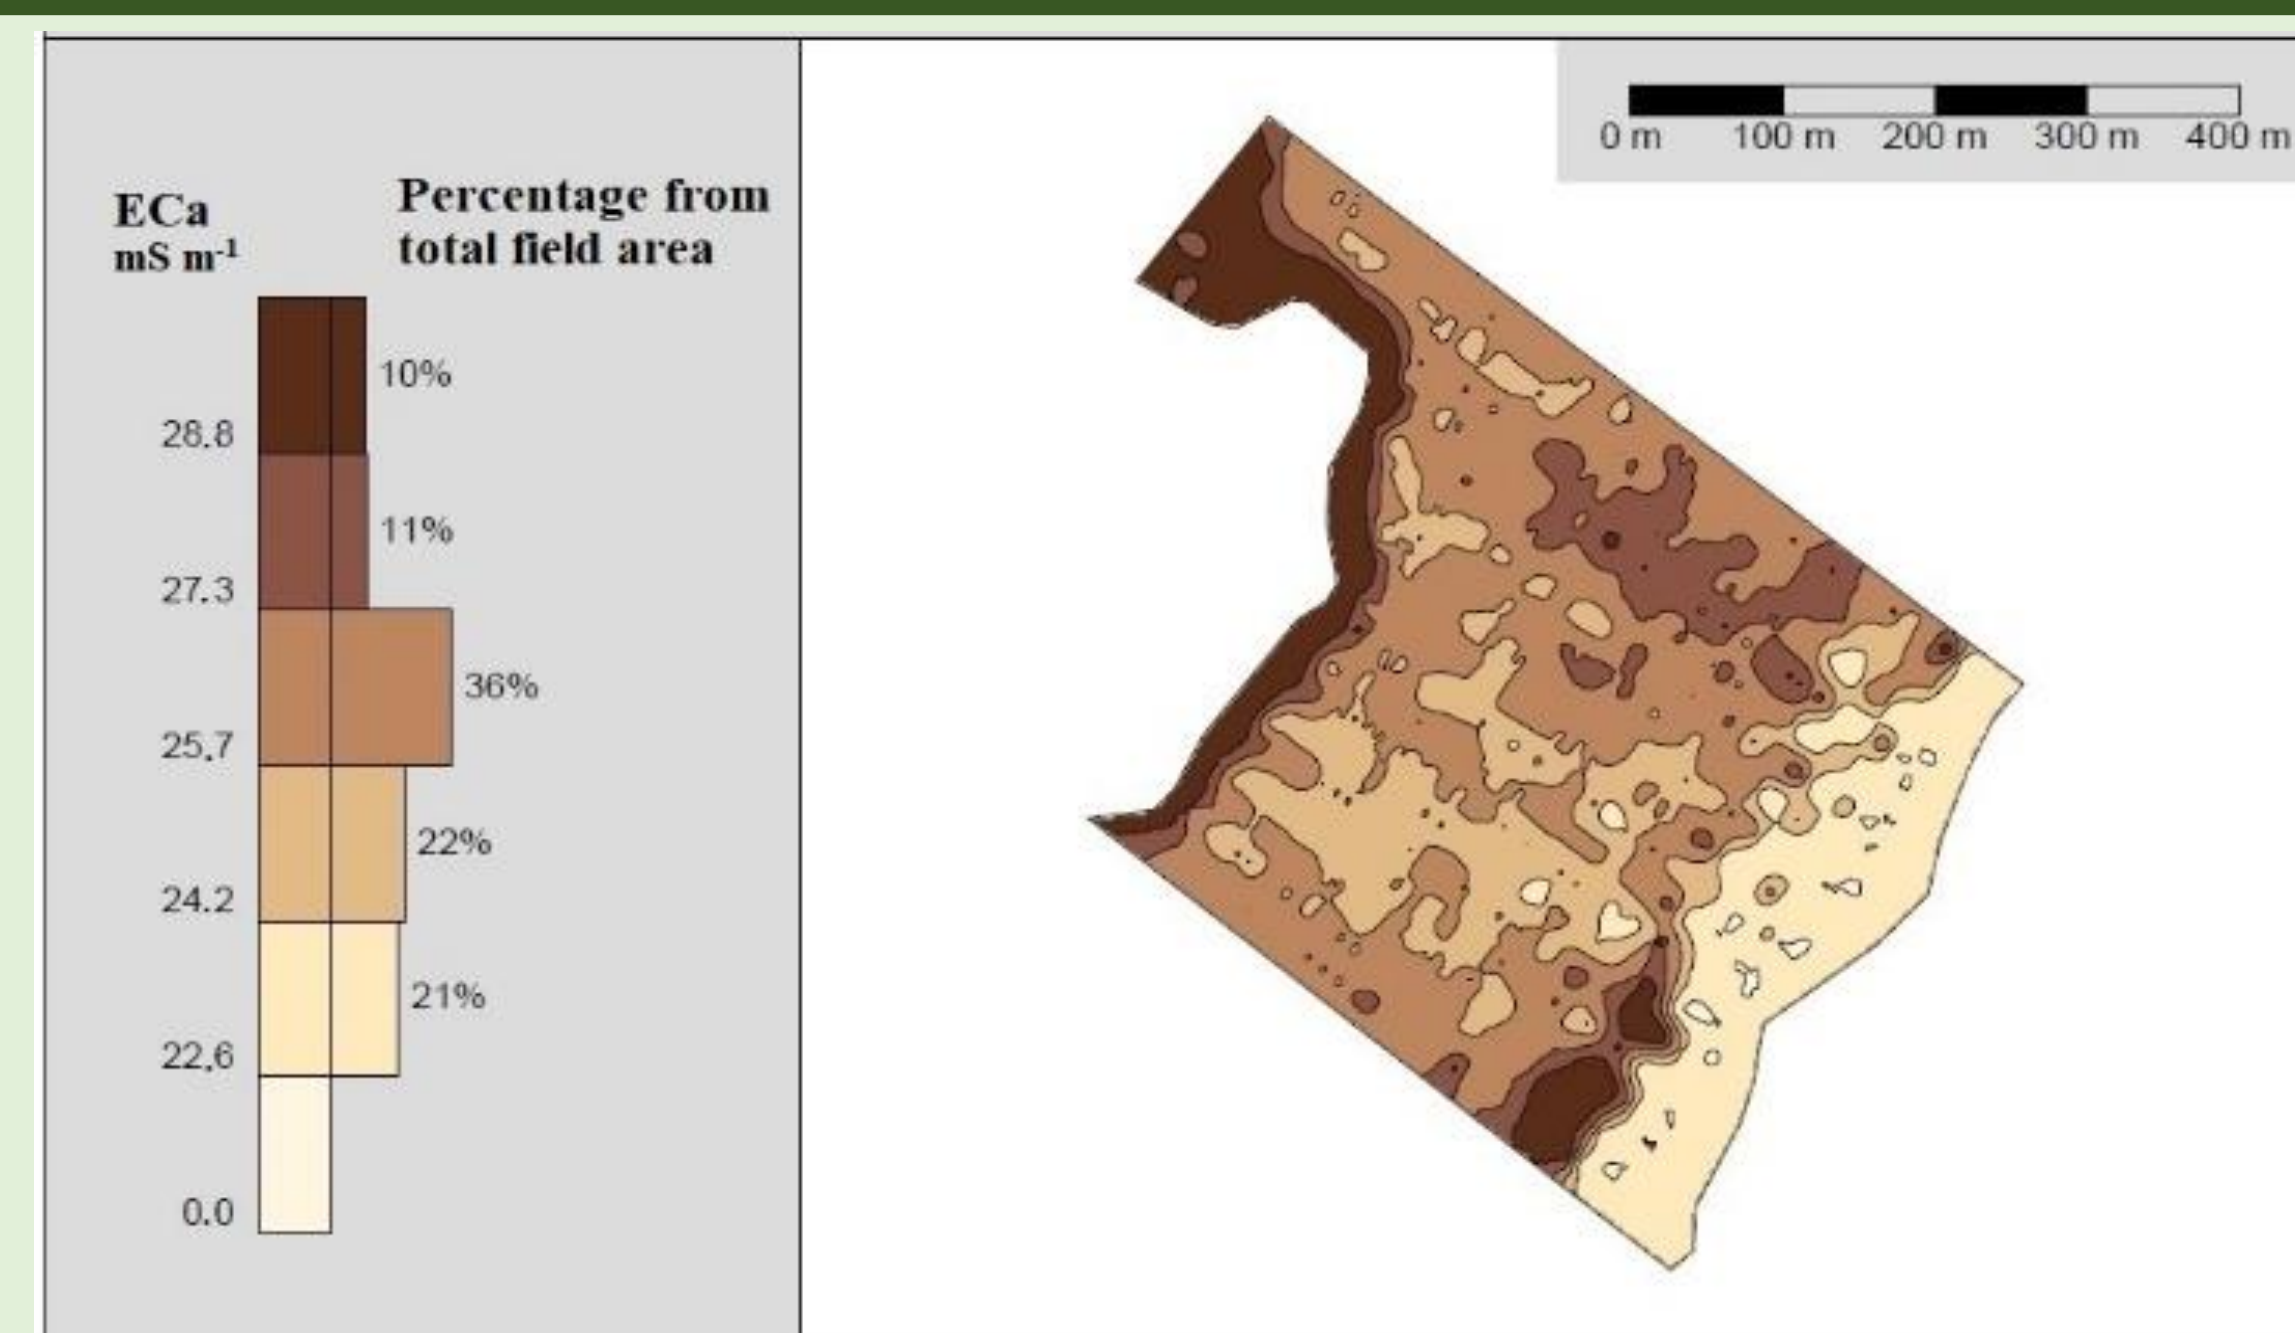 0 m 100 m 200 m 300 m 400 m
ECa
mS m-1
Percentage from
total field area
10%
28.8
11%
27.3
36%
25.7
22%
24.2
21%
22.6
0.0